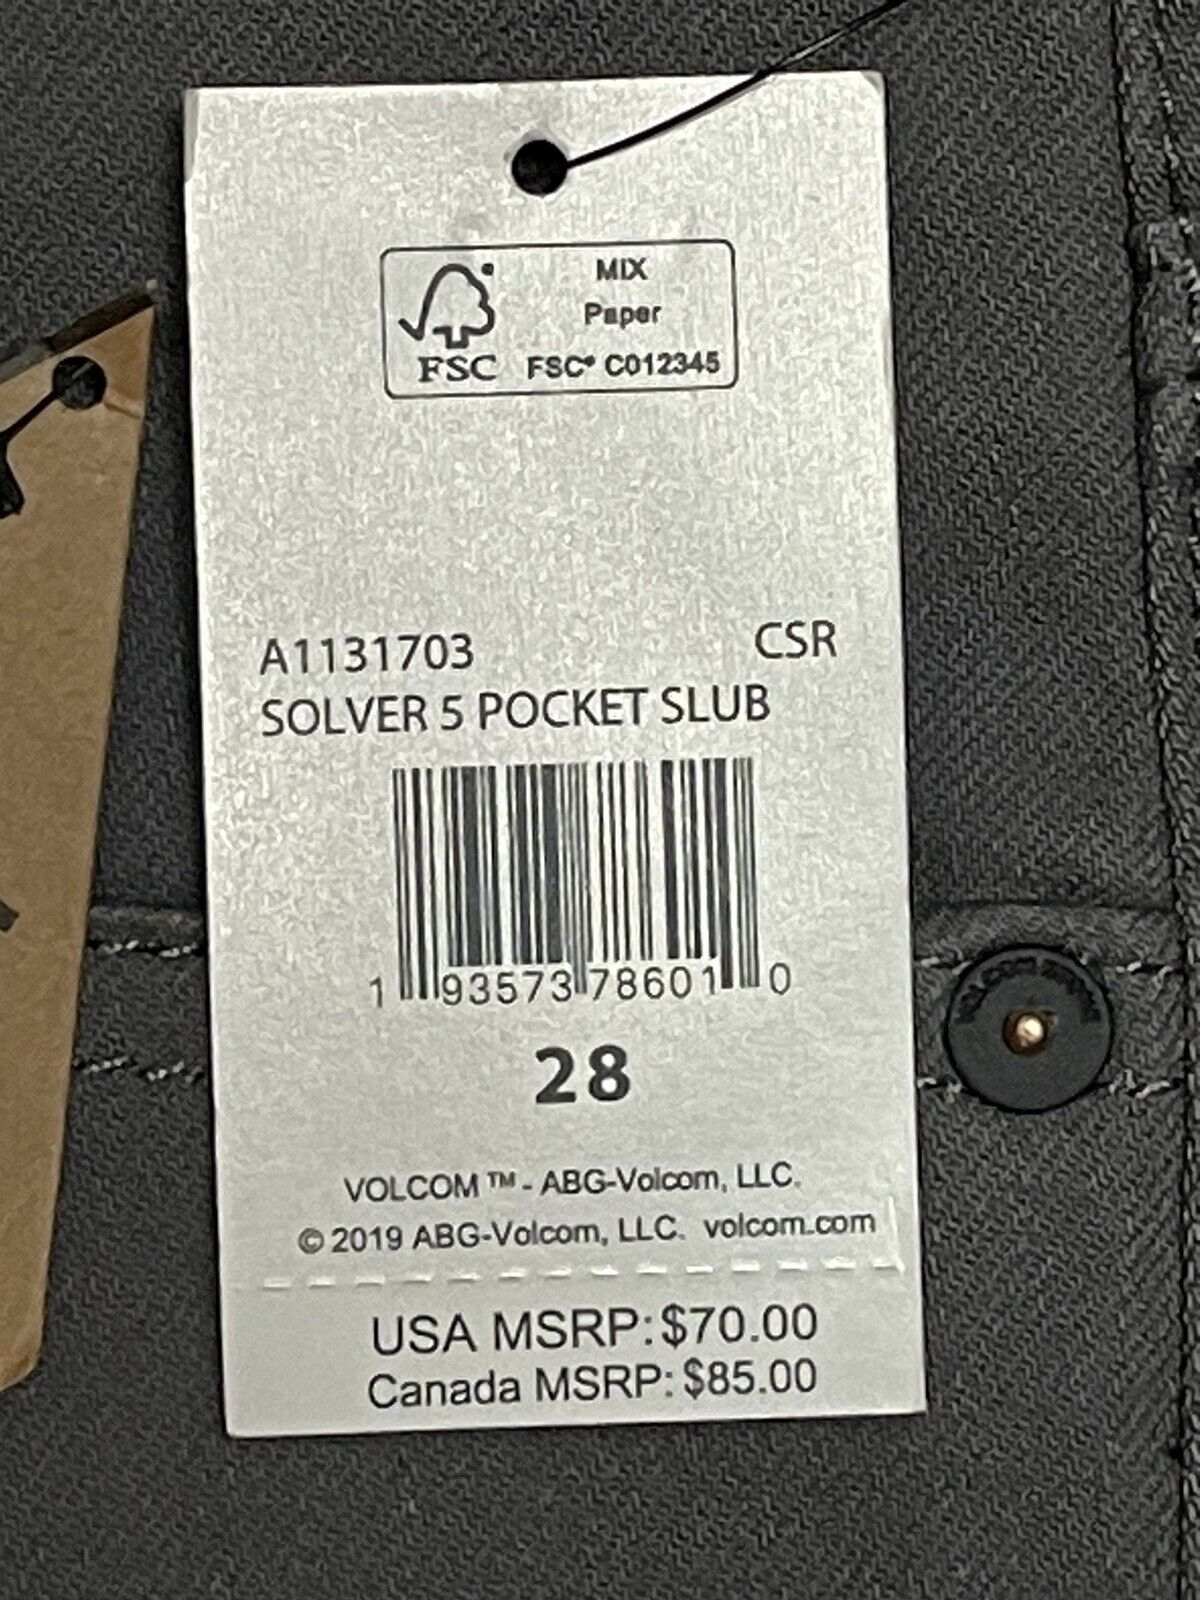 MIX
Paper
FSC FSC® C012345
A1131703 CSR
SOLVER 5 POCKET SLUB
1 93573 78601 0
28
VOLCOM™ - ABG-Volcom, LLC.
© 2019 ABG-Volcom, LLC. volcom.com
USA MSRP: $70.00
Canada MSRP: $85.00